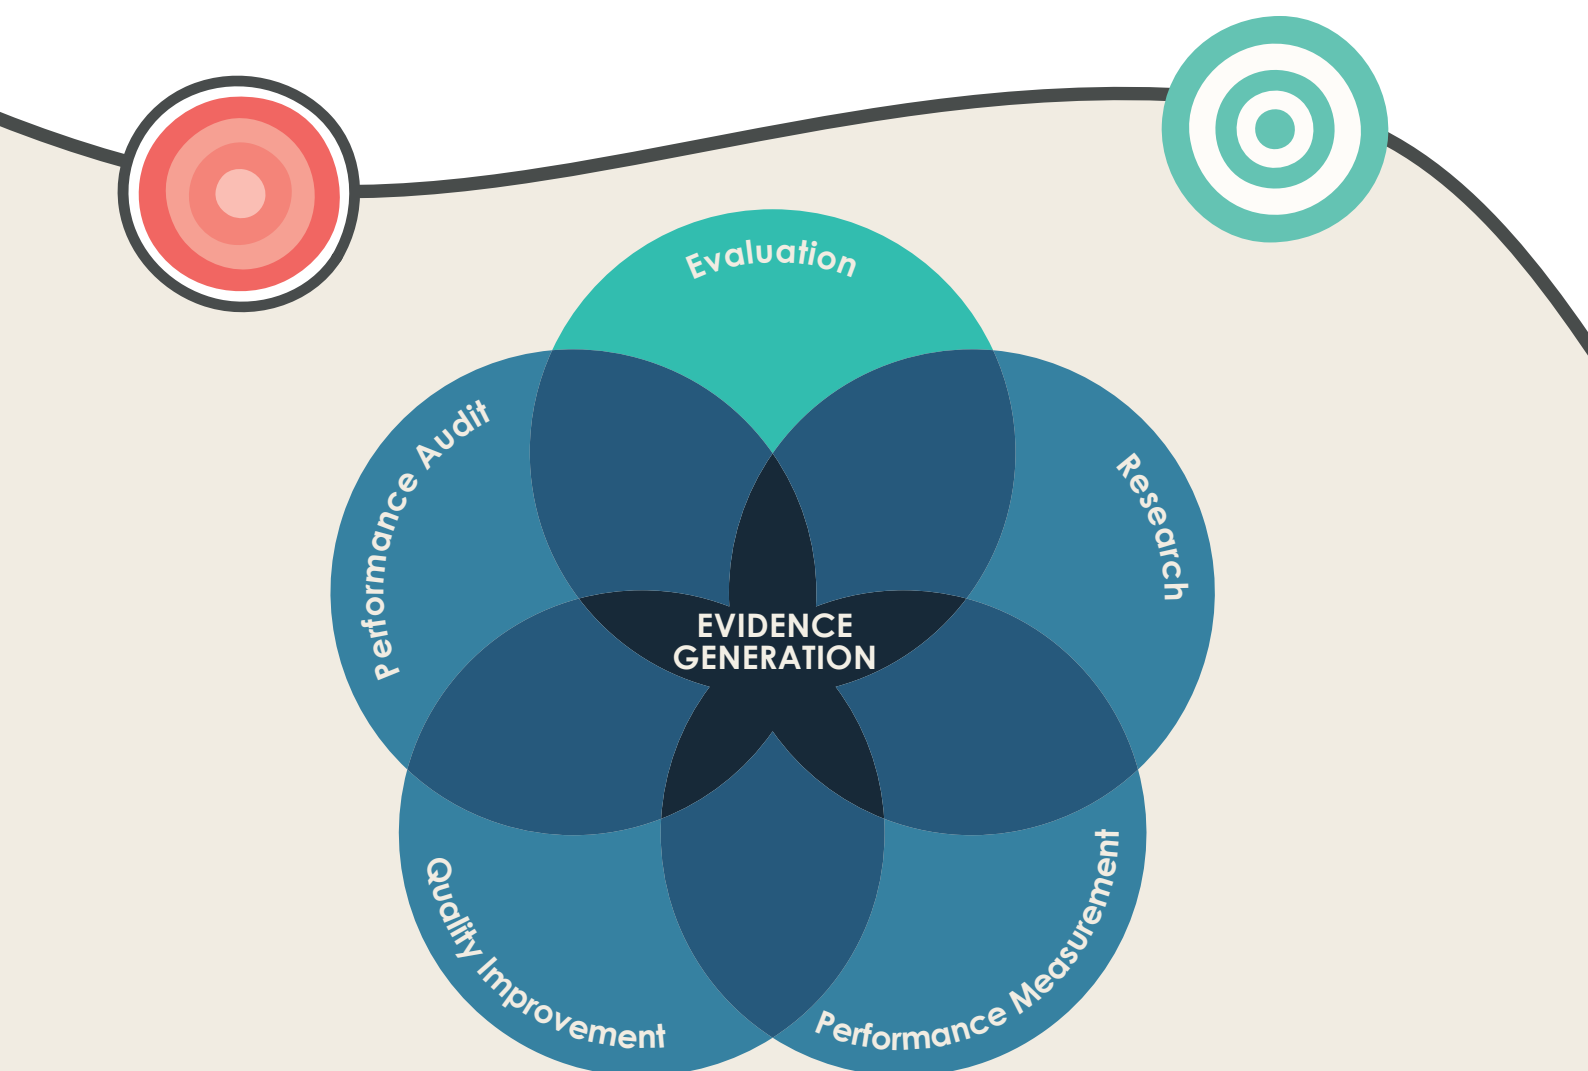 Evaluation
Performance Audit
Research
EVIDENCE
GENERATION
Quality Improvement
Performance Measurement